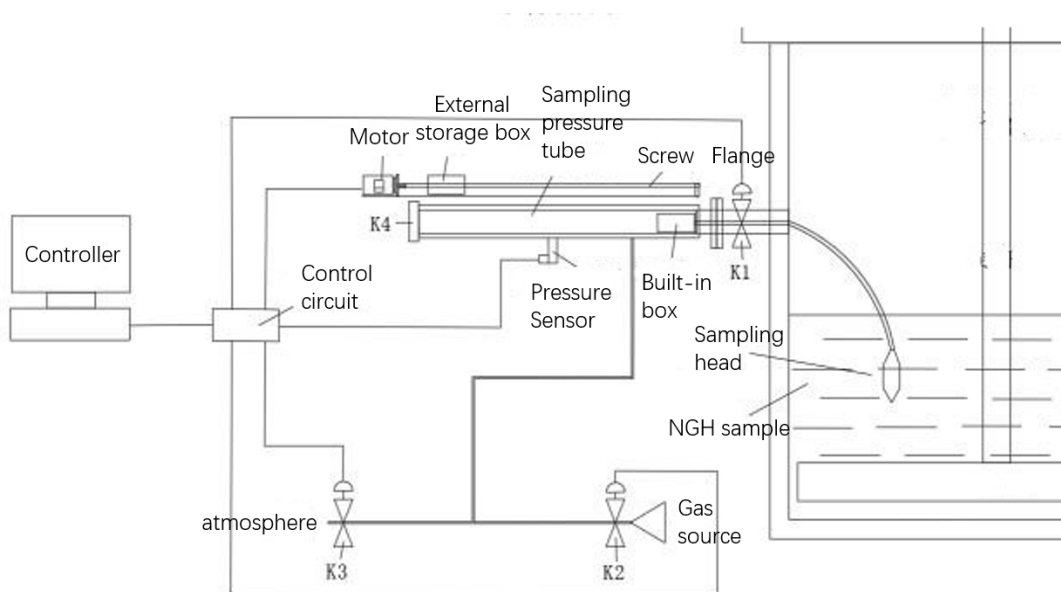 Sampling
pressure
tube
External
storage box
Motor
Screw
Flange
K4
K1
Controller
Control
circuit
Pressure
Sensor
Built-in
box
Sampling
head
NGH sample
atmosphere
Gas
source
K3
K2